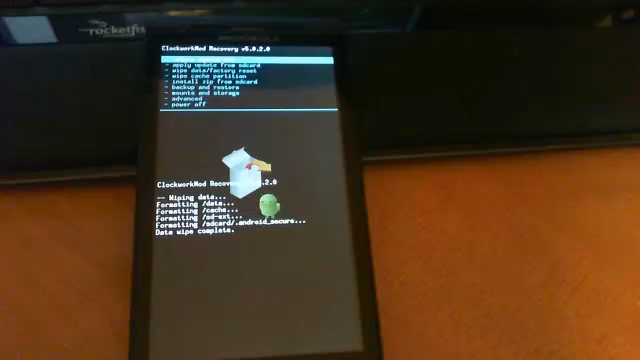 rocketfis
ClockworkMod Recovery v5.0.2.0
- apply update from sdcard
- wipe data/factory reset
- wipe cache partition
- install zip from sdcard
- backup and restore
- mounts and storage
- advanced
- power off
ClockworkMod Recovery .2.0
-- Wiping data...
Formatting /data...
Formatting /cache...
Formatting /sd-ext...
Formatting /sdcard/.android_secure...
Data wipe complete.